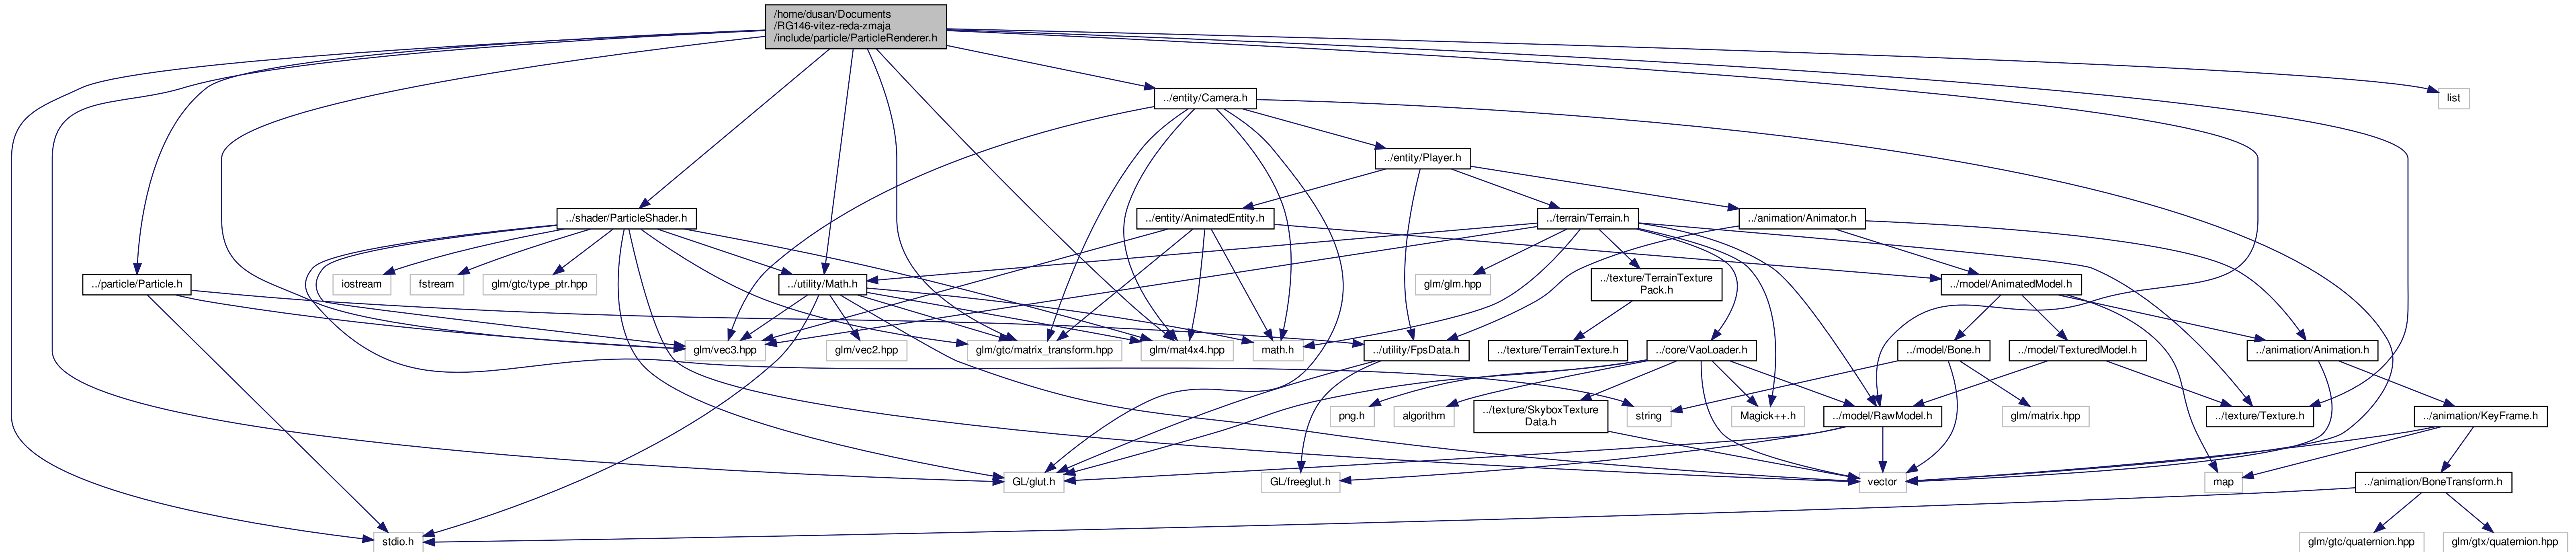 /home/dusan/Documents
/RG146-vitez-reda-zmaja
/include/particle/ParticleRenderer.h
../entity/Camera.h
list
../entity/Player.h
../shader/ParticleShader.h
../entity/AnimatedEntity.h
../terrain/Terrain.h
../animation/Animator.h
../particle/Particle.h
iostream
fstream
glm/gtc/type_ptr.hpp
../utility/Math.h
glm/glm.hpp
../texture/TerrainTexture
Pack.h
../model/AnimatedModel.h
glm/vec3.hpp
glm/vec2.hpp
glm/gtc/matrix_transform.hpp
glm/mat4x4.hpp
math.h
../utility/FpsData.h
../texture/TerrainTexture.h
../core/VaoLoader.h
../model/Bone.h
../model/TexturedModel.h
../animation/Animation.h
string
png.h
algorithm
../texture/SkyboxTexture
Data.h
Magick++.h
../model/RawModel.h
glm/matrix.hpp
../texture/Texture.h
../animation/KeyFrame.h
GL/glut.h
GL/freeglut.h
vector
map
../animation/BoneTransform.h
stdio.h
glm/gtc/quaternion.hpp
glm/gtx/quaternion.hpp